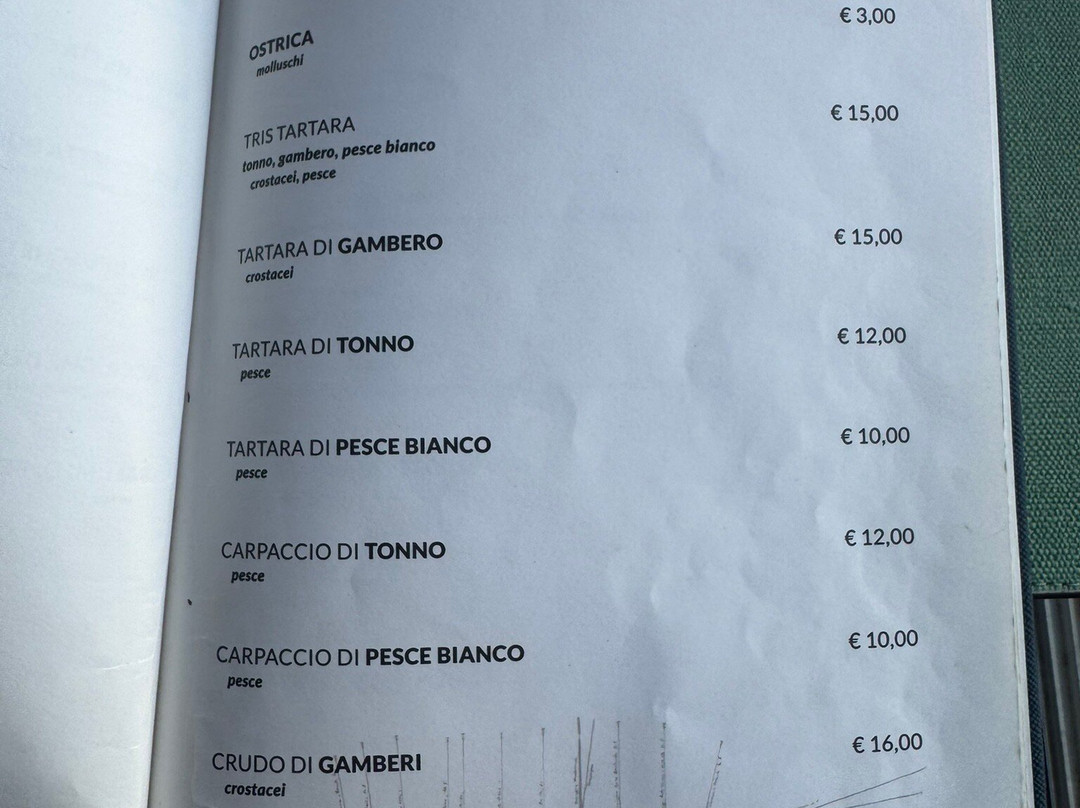 OSTRICA € 3,00
molluschi
TRIS TARTARA € 15,00
tonno, gambero, pesce bianco
crostacei, pesce
TARTARA DI GAMBERO € 15,00
crostacei
TARTARA DI TONNO € 12,00
pesce
TARTARA DI PESCE BIANCO € 10,00
pesce
CARPACCIO DI TONNO € 12,00
pesce
CARPACCIO DI PESCE BIANCO € 10,00
pesce
CRUDO DI GAMBERI € 16,00
crostacei